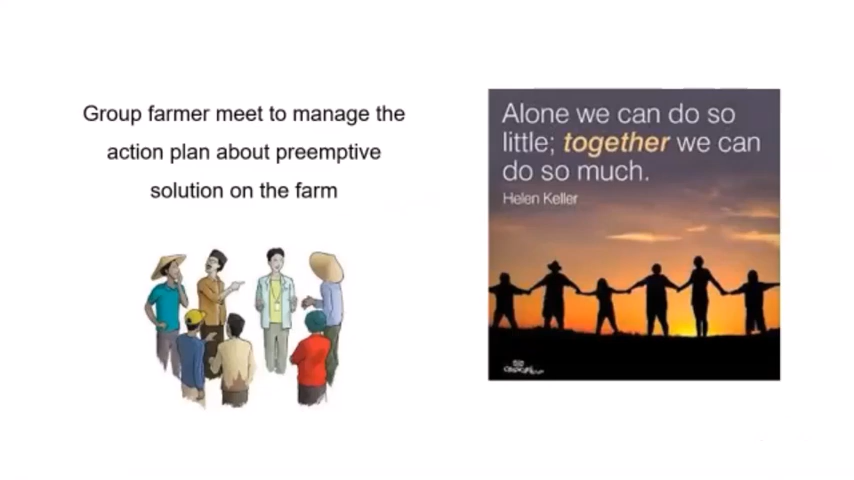 Group farmer meet to manage the
action plan about preemptive
solution on the farm
Alone we can do so
little; together we can
do so much.
Helen Keller